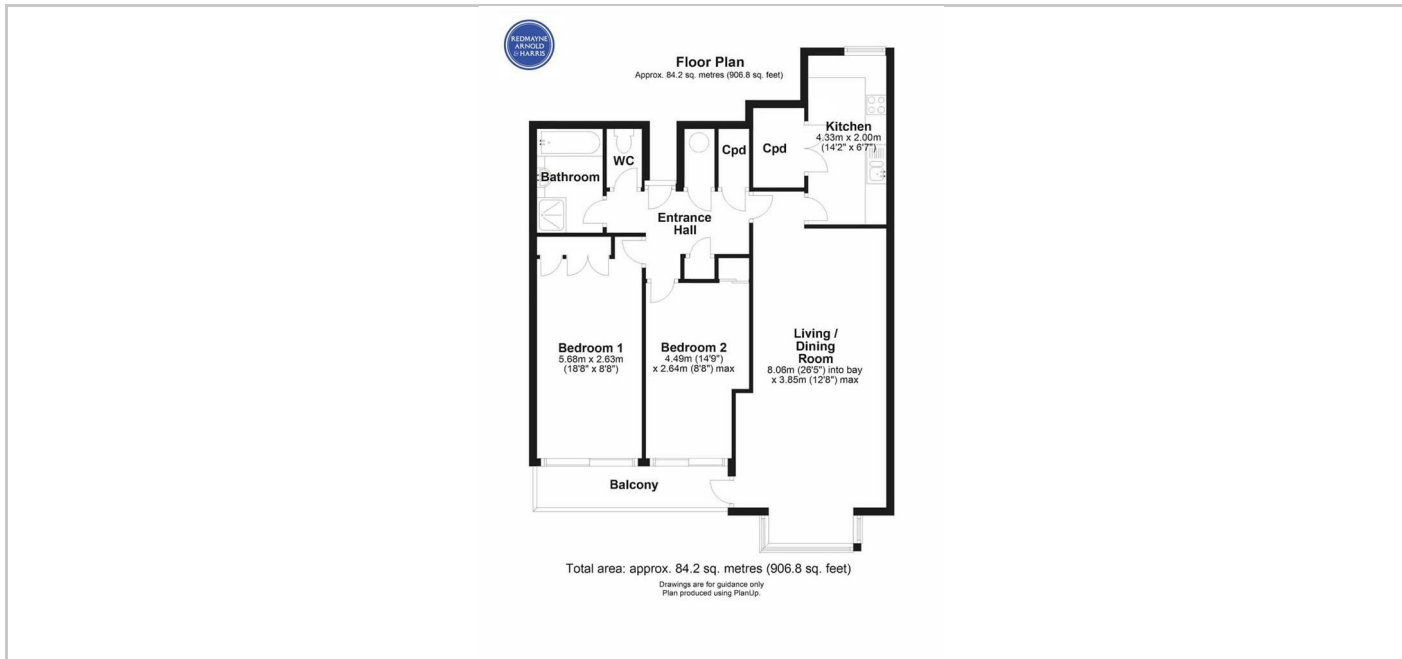 REDMAYNE
ARNOLD
& HARRIS
Floor Plan
Approx. 84.2 sq. metres (906.8 sq. feet)
Kitchen
4.33m x 2.00m
(14'2" x 6'7")
Cpd
Cpd
WC
Bathroom
Entrance
Hall
Bedroom 1
5.68m x 2.63m
(18'8" x 8'8")
Bedroom 2
4.49m (14'9")
x 2.64m (8'8") max
Living /
Dining
Room
8.06m (26'5") into bay
x 3.85m (12'8") max
Balcony
Total area: approx. 84.2 sq. metres (906.8 sq. feet)
Drawings are for guidance only
Plan produced using PlanUp.